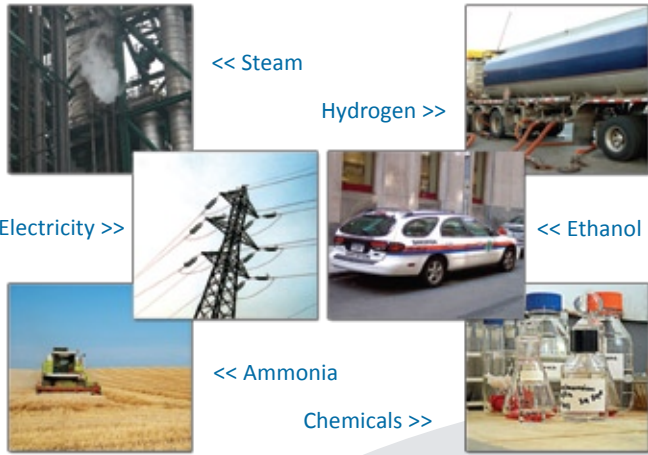 << Steam
Hydrogen >>
Electricity >>
<< Ethanol
<< Ammonia
Chemicals >>